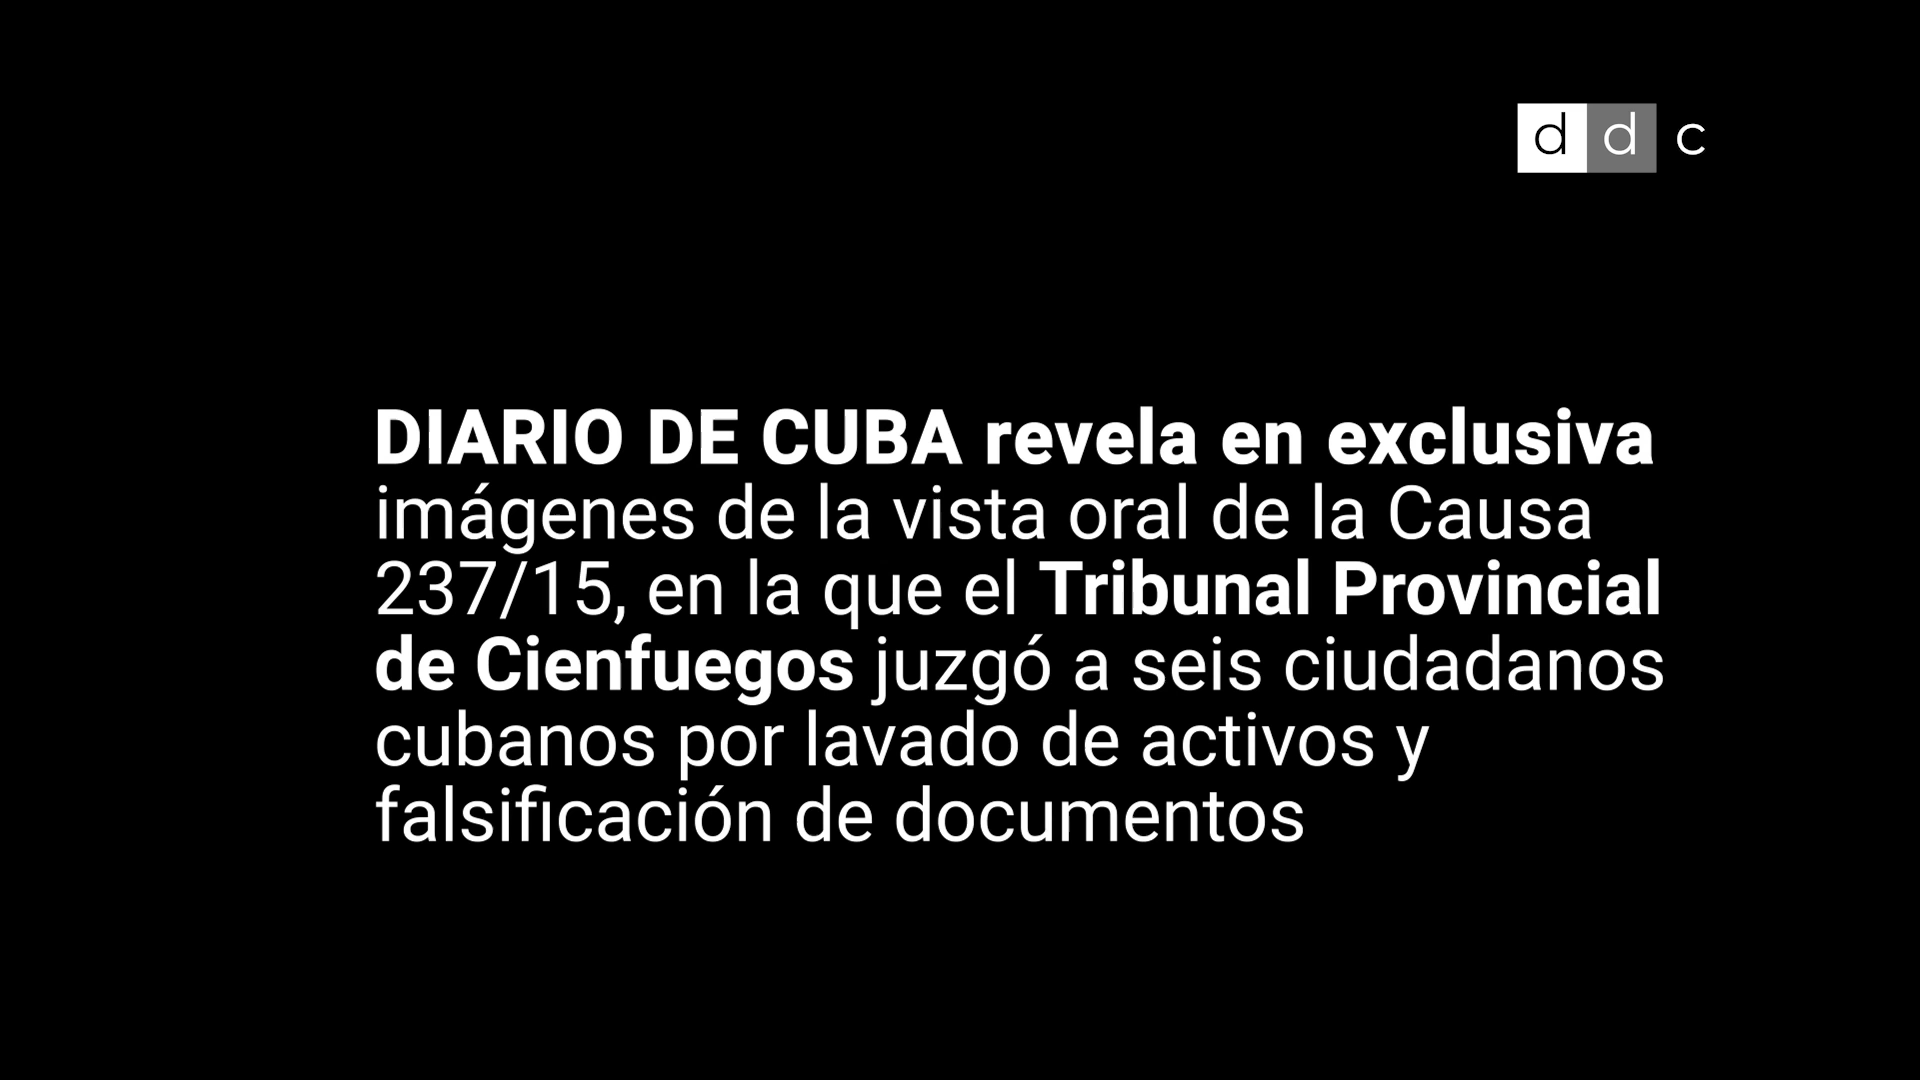 d d c
DIARIO DE CUBA revela en exclusiva
imágenes de la vista oral de la Causa
237/15, en la que el Tribunal Provincial
de Cienfuegos juzgó a seis ciudadanos
cubanos por lavado de activos y
falsificación de documentos